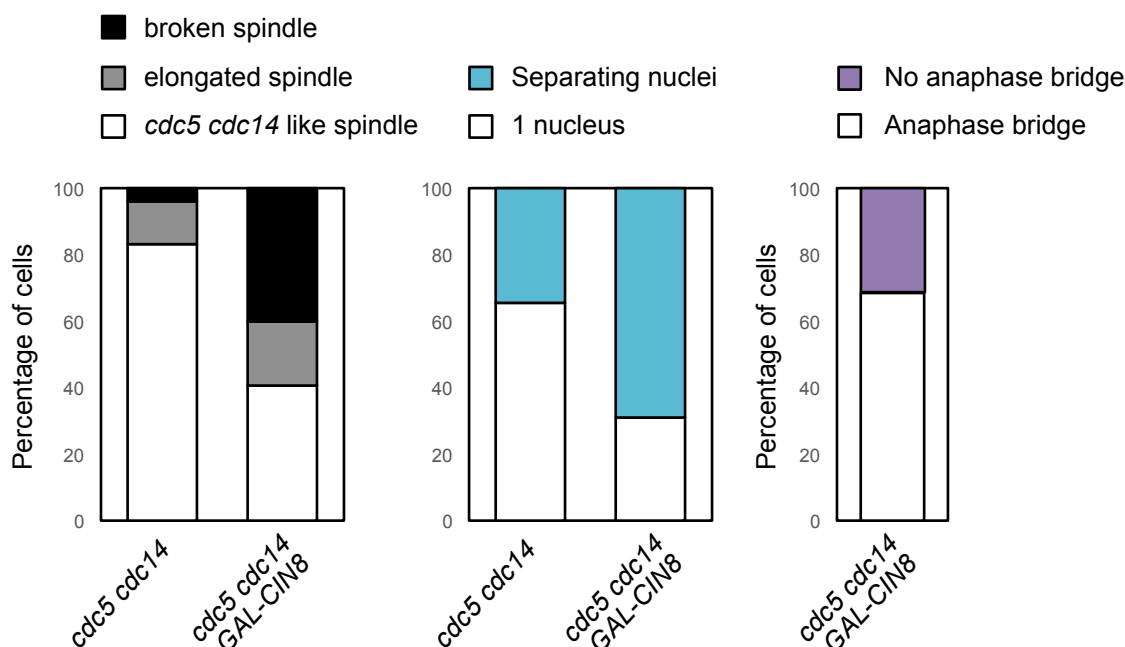 broken spindle
elongated spindle
cdc5 cdc14 like spindle
Separating nuclei
1 nucleus
No anaphase bridge
Anaphase bridge
Percentage of cells
100
80
60
40
20
0
cdc5 cdc14
cdc5 cdc14
GAL-CIN8
100
80
60
40
20
0
cdc5 cdc14
cdc5 cdc14
GAL-CIN8
Percentage of cells
100
80
60
40
20
0
cdc5 cdc14
GAL-CIN8